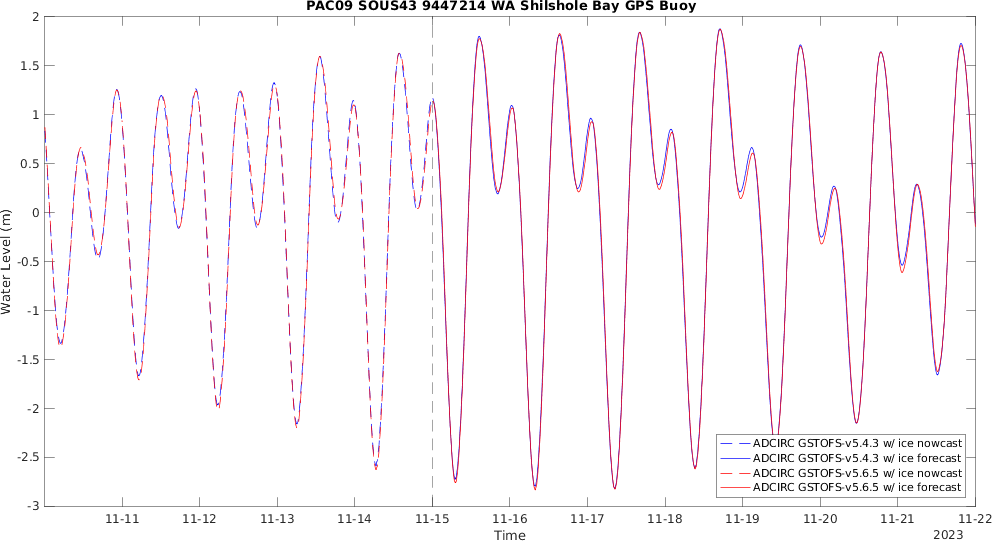 PAC09 SOUS43 9447214 WA Shilshole Bay GPS Buoy
2
1.5
1
0.5
0
-0.5
-1
-1.5
-2
-2.5
-3
Water Level (m)
ADCIRC GSTOFS-v5.4.3 w/ ice nowcast
ADCIRC GSTOFS-v5.4.3 w/ ice forecast
ADCIRC GSTOFS-v5.6.5 w/ ice nowcast
ADCIRC GSTOFS-v5.6.5 w/ ice forecast
11-11 11-12 11-13 11-14 11-15 11-16 11-17 11-18 11-19 11-20 11-21 11-22
Time
2023